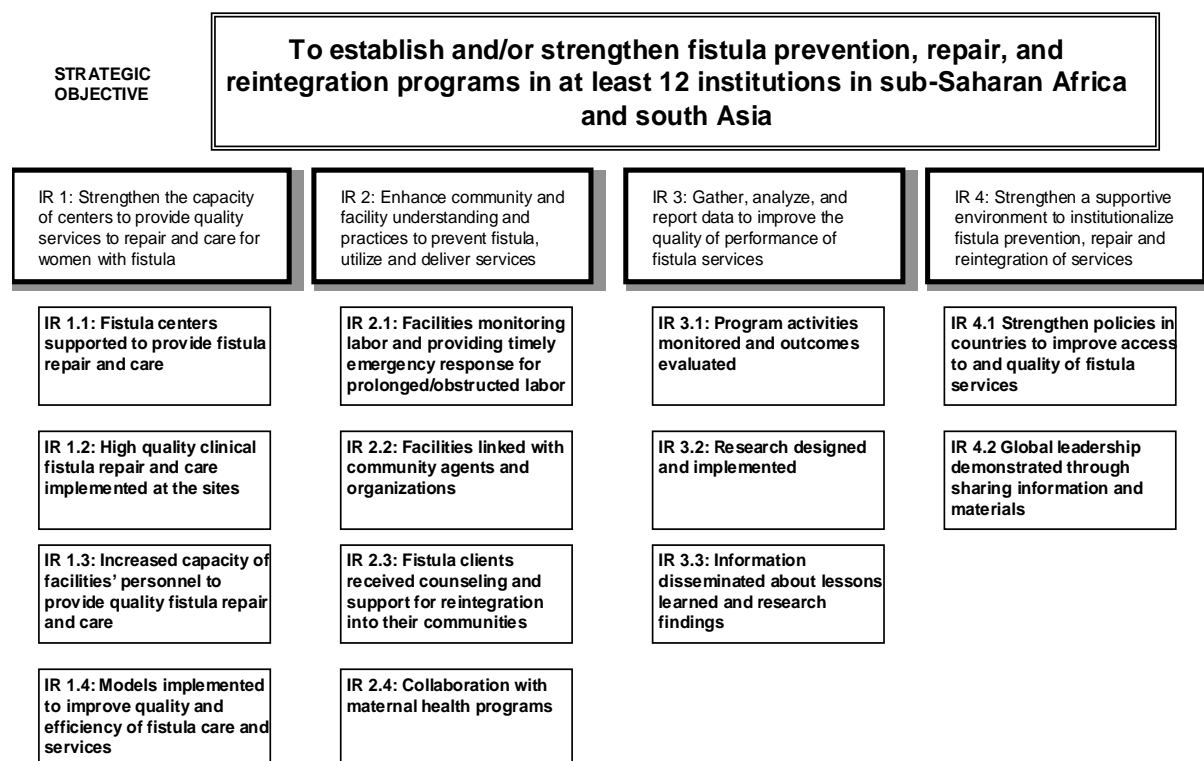 STRATEGIC
OBJECTIVE
To establish and/or strengthen fistula prevention, repair, and
reintegration programs in at least 12 institutions in sub-Saharan Africa
and south Asia
IR 1: Strengthen the capacity
of centers to provide quality
services to repair and care for
women with fistula
IR 2: Enhance community and
facility understanding and
practices to prevent fistula,
utilize and deliver services
IR 3: Gather, analyze, and
report data to improve the
quality of performance of
fistula services
IR 4: Strengthen a supportive
environment to institutionalize
fistula prevention, repair and
reintegration of services
IR 1.1: Fistula centers
supported to provide fistula
repair and care
IR 2.1: Facilities monitoring
labor and providing timely
emergency response for
prolonged/obstructed labor
IR 3.1: Program activities
monitored and outcomes
evaluated
IR 4.1 Strengthen policies in
countries to improve access
to and quality of fistula
services
IR 1.2: High quality clinical
fistula repair and care
implemented at the sites
IR 2.2: Facilities linked with
community agents and
organizations
IR 3.2: Research designed
and implemented
IR 4.2 Global leadership
demonstrated through
sharing information and
materials
IR 1.3: Increased capacity of
facilities’ personnel to
provide quality fistula repair
and care
IR 2.3: Fistula clients
received counseling and
support for reintegration
into their communities
IR 3.3: Information
disseminated about lessons
learned and research
findings
IR 1.4: Models implemented
to improve quality and
efficiency of fistula care and
services
IR 2.4: Collaboration with
maternal health programs